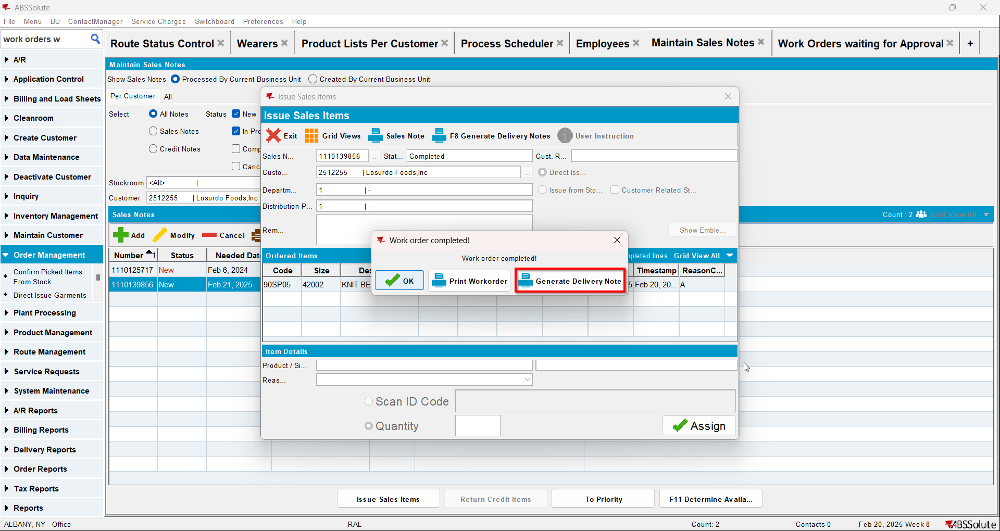 ABSSolute
File Menu BU ContactManager Service Charges Switchboard Preferences Help
work orders w
Route Status Control
Wearers
Product Lists Per Customer
Process Scheduler
Employees
Maintain Sales Notes
Work Orders waiting for Approval
+
A/R
Application Control
Billing and Load Sheets
Cleanroom
Create Customer
Data Maintenance
Deactivate Customer
Inquiry
Inventory Management
Maintain Customer
Order Management
Confirm Picked Items
From Stock
Direct Issue Garments
Plant Processing
Product Management
Route Management
Service Requests
System Maintenance
A/R Reports
Billing Reports
Delivery Reports
Order Reports
Tax Reports
Reports
Maintain Sales Notes
Show Sales Notes Processed By Current Business Unit Created By Current Business Unit
Per Customer All
Select All Notes Status New
Sales Notes In Pro
Credit Notes Comp
Canc
Stockroom <All> |
Customer 2512255 | Losurdo Foods,Inc
Sales Notes
Count : 2 Grid View All
Add Modify Cancel
Number 1 Status Needed Dat
1110125717 New Feb 6, 2024
1110139856 New Feb 21, 2025
Issue Sales Items
Issue Sales Items
Exit Grid Views Sales Note F8 Generate Delivery Notes User Instruction
Sales N... 1110139856 ... Stat... Completed Cust. R...
Custo... 2512255 | Losurdo Foods,Inc ... Direct Iss...
Departm... 1 | - Issue from Sto... Customer Related St...
Distribution P... 1 | -
Rem...
Show Emble...
Ordered Items
npleted lines Grid View All
Code Size Des Timestamp ReasonC...
90SP05 42002 KNIT BE 5 Feb 20, 20... A
Work order completed!
Work order completed!
OK Print Workorder Generate Delivery Note
Item Details
Product / Si...
Reas...
Scan ID Code
Quantity
Assign
Issue Sales Items Return Credit Items To Priority F11 Determine Availa...
ALBANY, NY - Office RAL Count: 2 Contacts 0 Feb 20, 2025 Week 8 ABSSolute